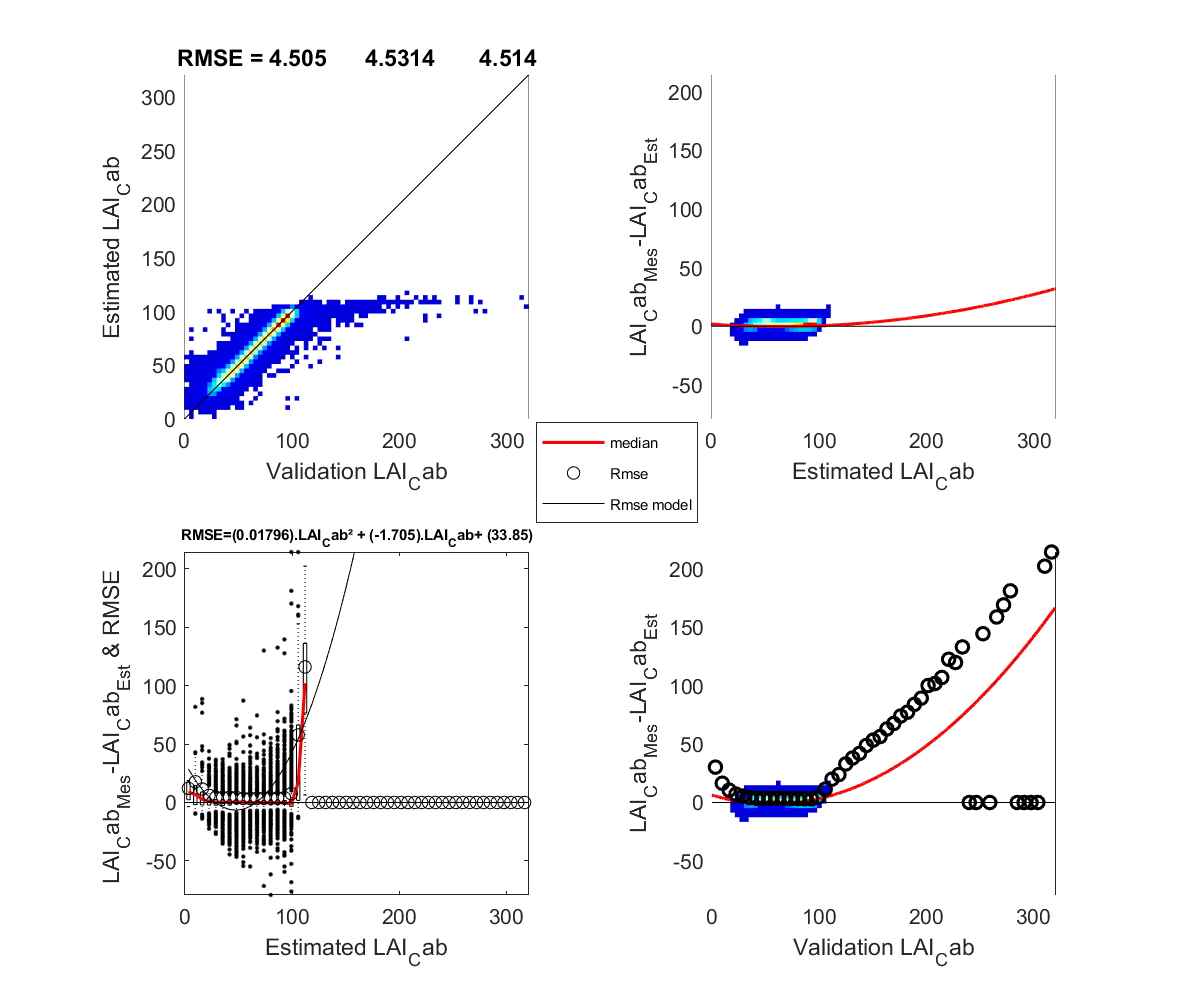 RMSE = 4.505 4.5314 4.514
300
250
200
150
100
50
0
Estimated LAI_Cab
0 100 200 300
Validation LAI_Cab
200
150
100
50
0
-50
LAI_Cab_Mes-LAI_Cab_Est
0 100 200 300
Estimated LAI_Cab
median
Rmse
Rmse model
RMSE=(0.01796).LAI_Cab² + (-1.705).LAI_Cab+ (33.85)
200
150
100
50
0
-50
LAI_Cab_Mes-LAI_Cab_Est & RMSE
0 100 200 300
Estimated LAI_Cab
200
150
100
50
0
-50
LAI_Cab_Mes-LAI_Cab_Est
0 100 200 300
Validation LAI_Cab